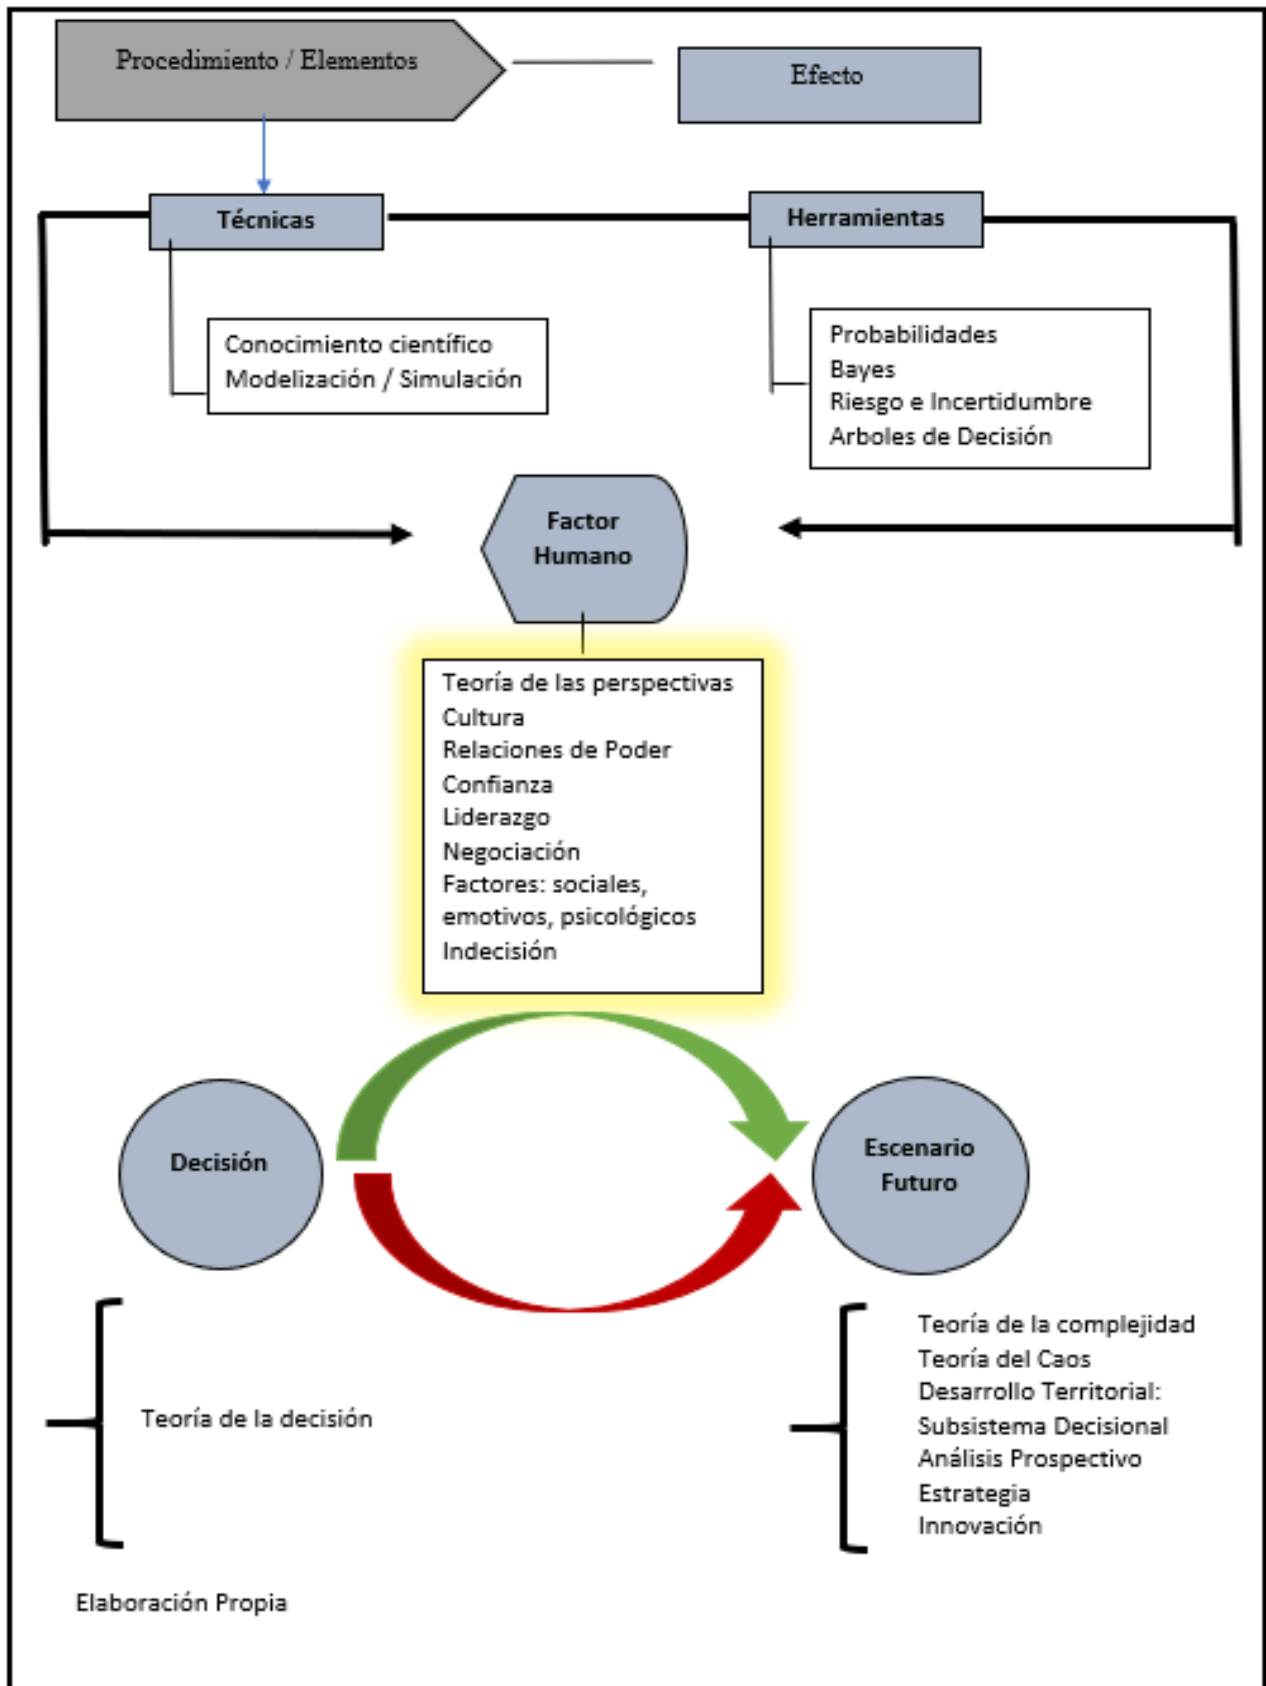 Procedimiento / Elementos
Efecto
Técnicas
Herramientas
Conocimiento científico
Modelización / Simulación
Probabilidades
Bayes
Riesgo e Incertidumbre
Arboles de Decisión
Factor
Humano
Teoría de las perspectivas
Cultura
Relaciones de Poder
Confianza
Liderazgo
Negociación
Factores: sociales,
emotivos, psicológicos
Indecisión
Decisión
Escenario
Futuro
Teoría de la decisión
Teoría de la complejidad
Teoría del Caos
Desarrollo Territorial:
Subsistema Decisional
Análisis Prospectivo
Estrategia
Innovación
Elaboración Propia